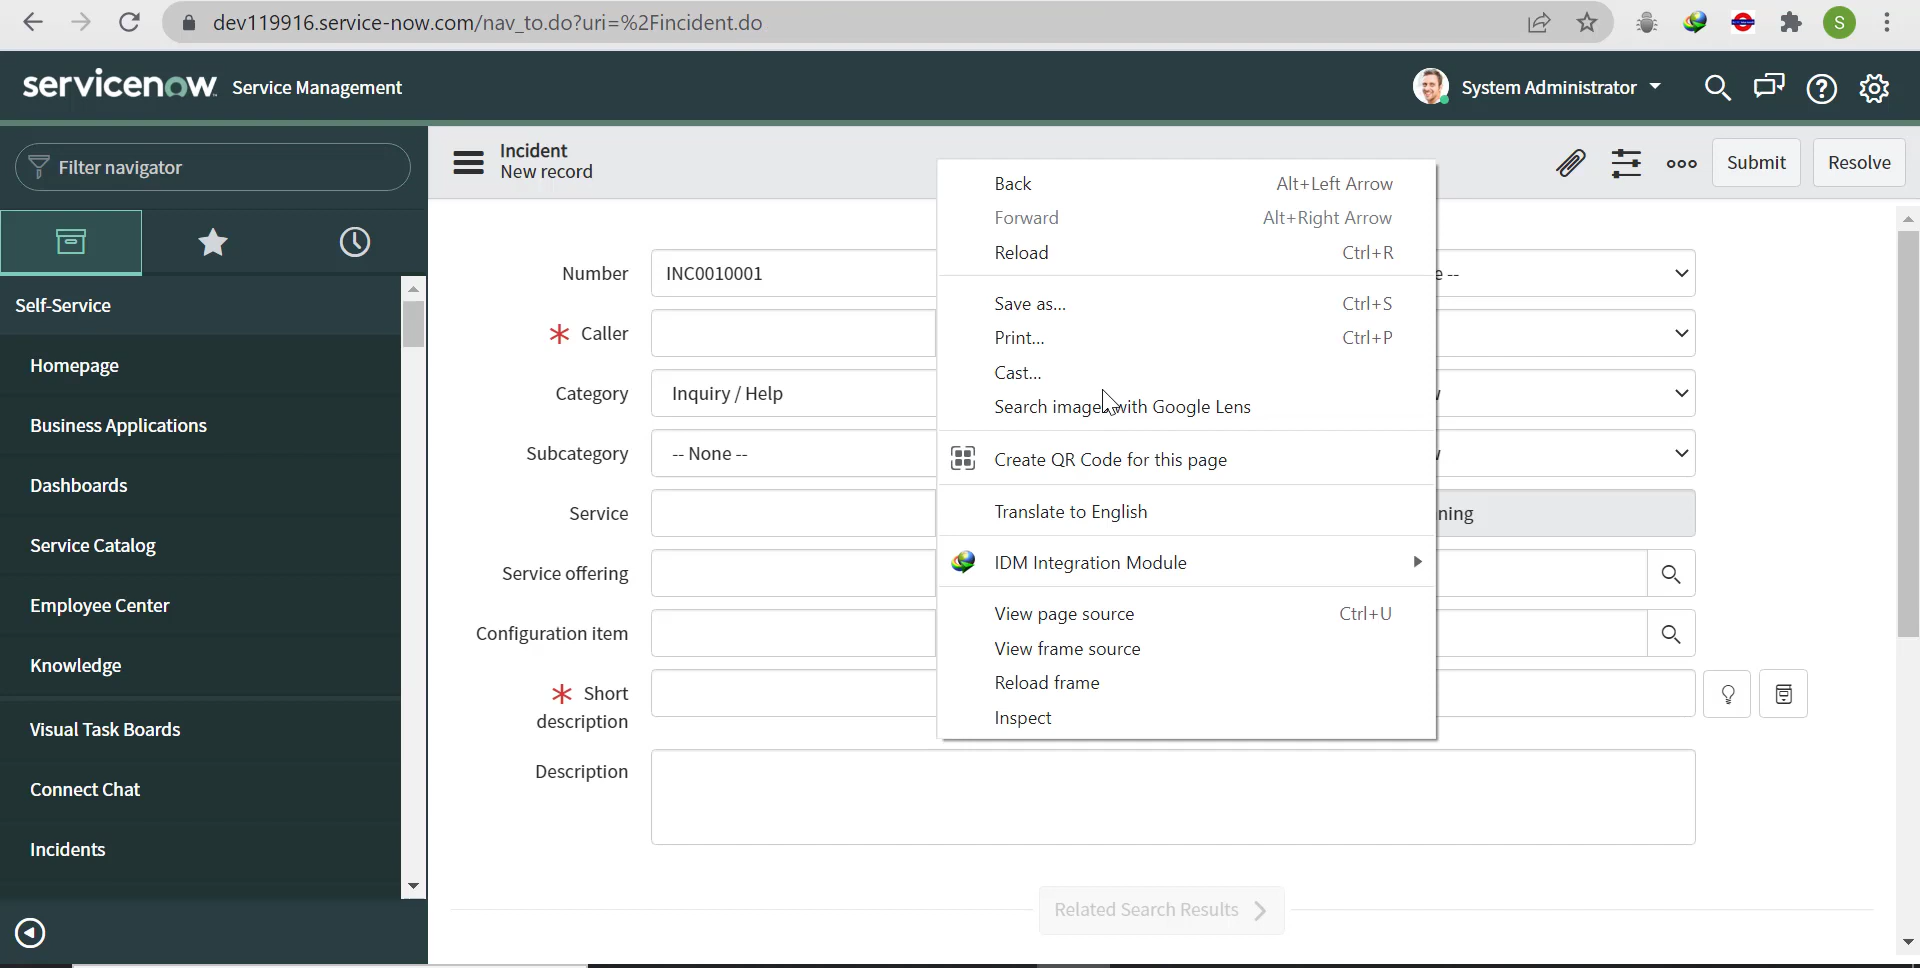 dev119916.service-now.com/nav_to.do?uri=%2Fincident.do
S
servicenow Service Management
System Administrator
Filter navigator
Self-Service
Homepage
Business Applications
Dashboards
Service Catalog
Employee Center
Knowledge
Visual Task Boards
Connect Chat
Incidents
Incident
New record
Submit
Resolve
Number INC0010001
* Caller
Category Inquiry / Help
Subcategory -- None --
Service
Service offering
Configuration item
* Short
description
Description
Back Alt+Left Arrow
Forward Alt+Right Arrow
Reload Ctrl+R
Save as... Ctrl+S
Print... Ctrl+P
Cast...
Search images with Google Lens
Create QR Code for this page
Translate to English
IDM Integration Module
View page source Ctrl+U
View frame source
Reload frame
Inspect
e --
ning
Related Search Results